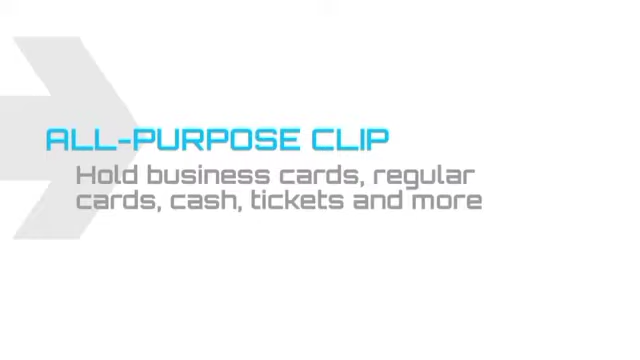 ALL-PURPOSE CLIP
Hold business cards, regular
cards, cash, tickets and more